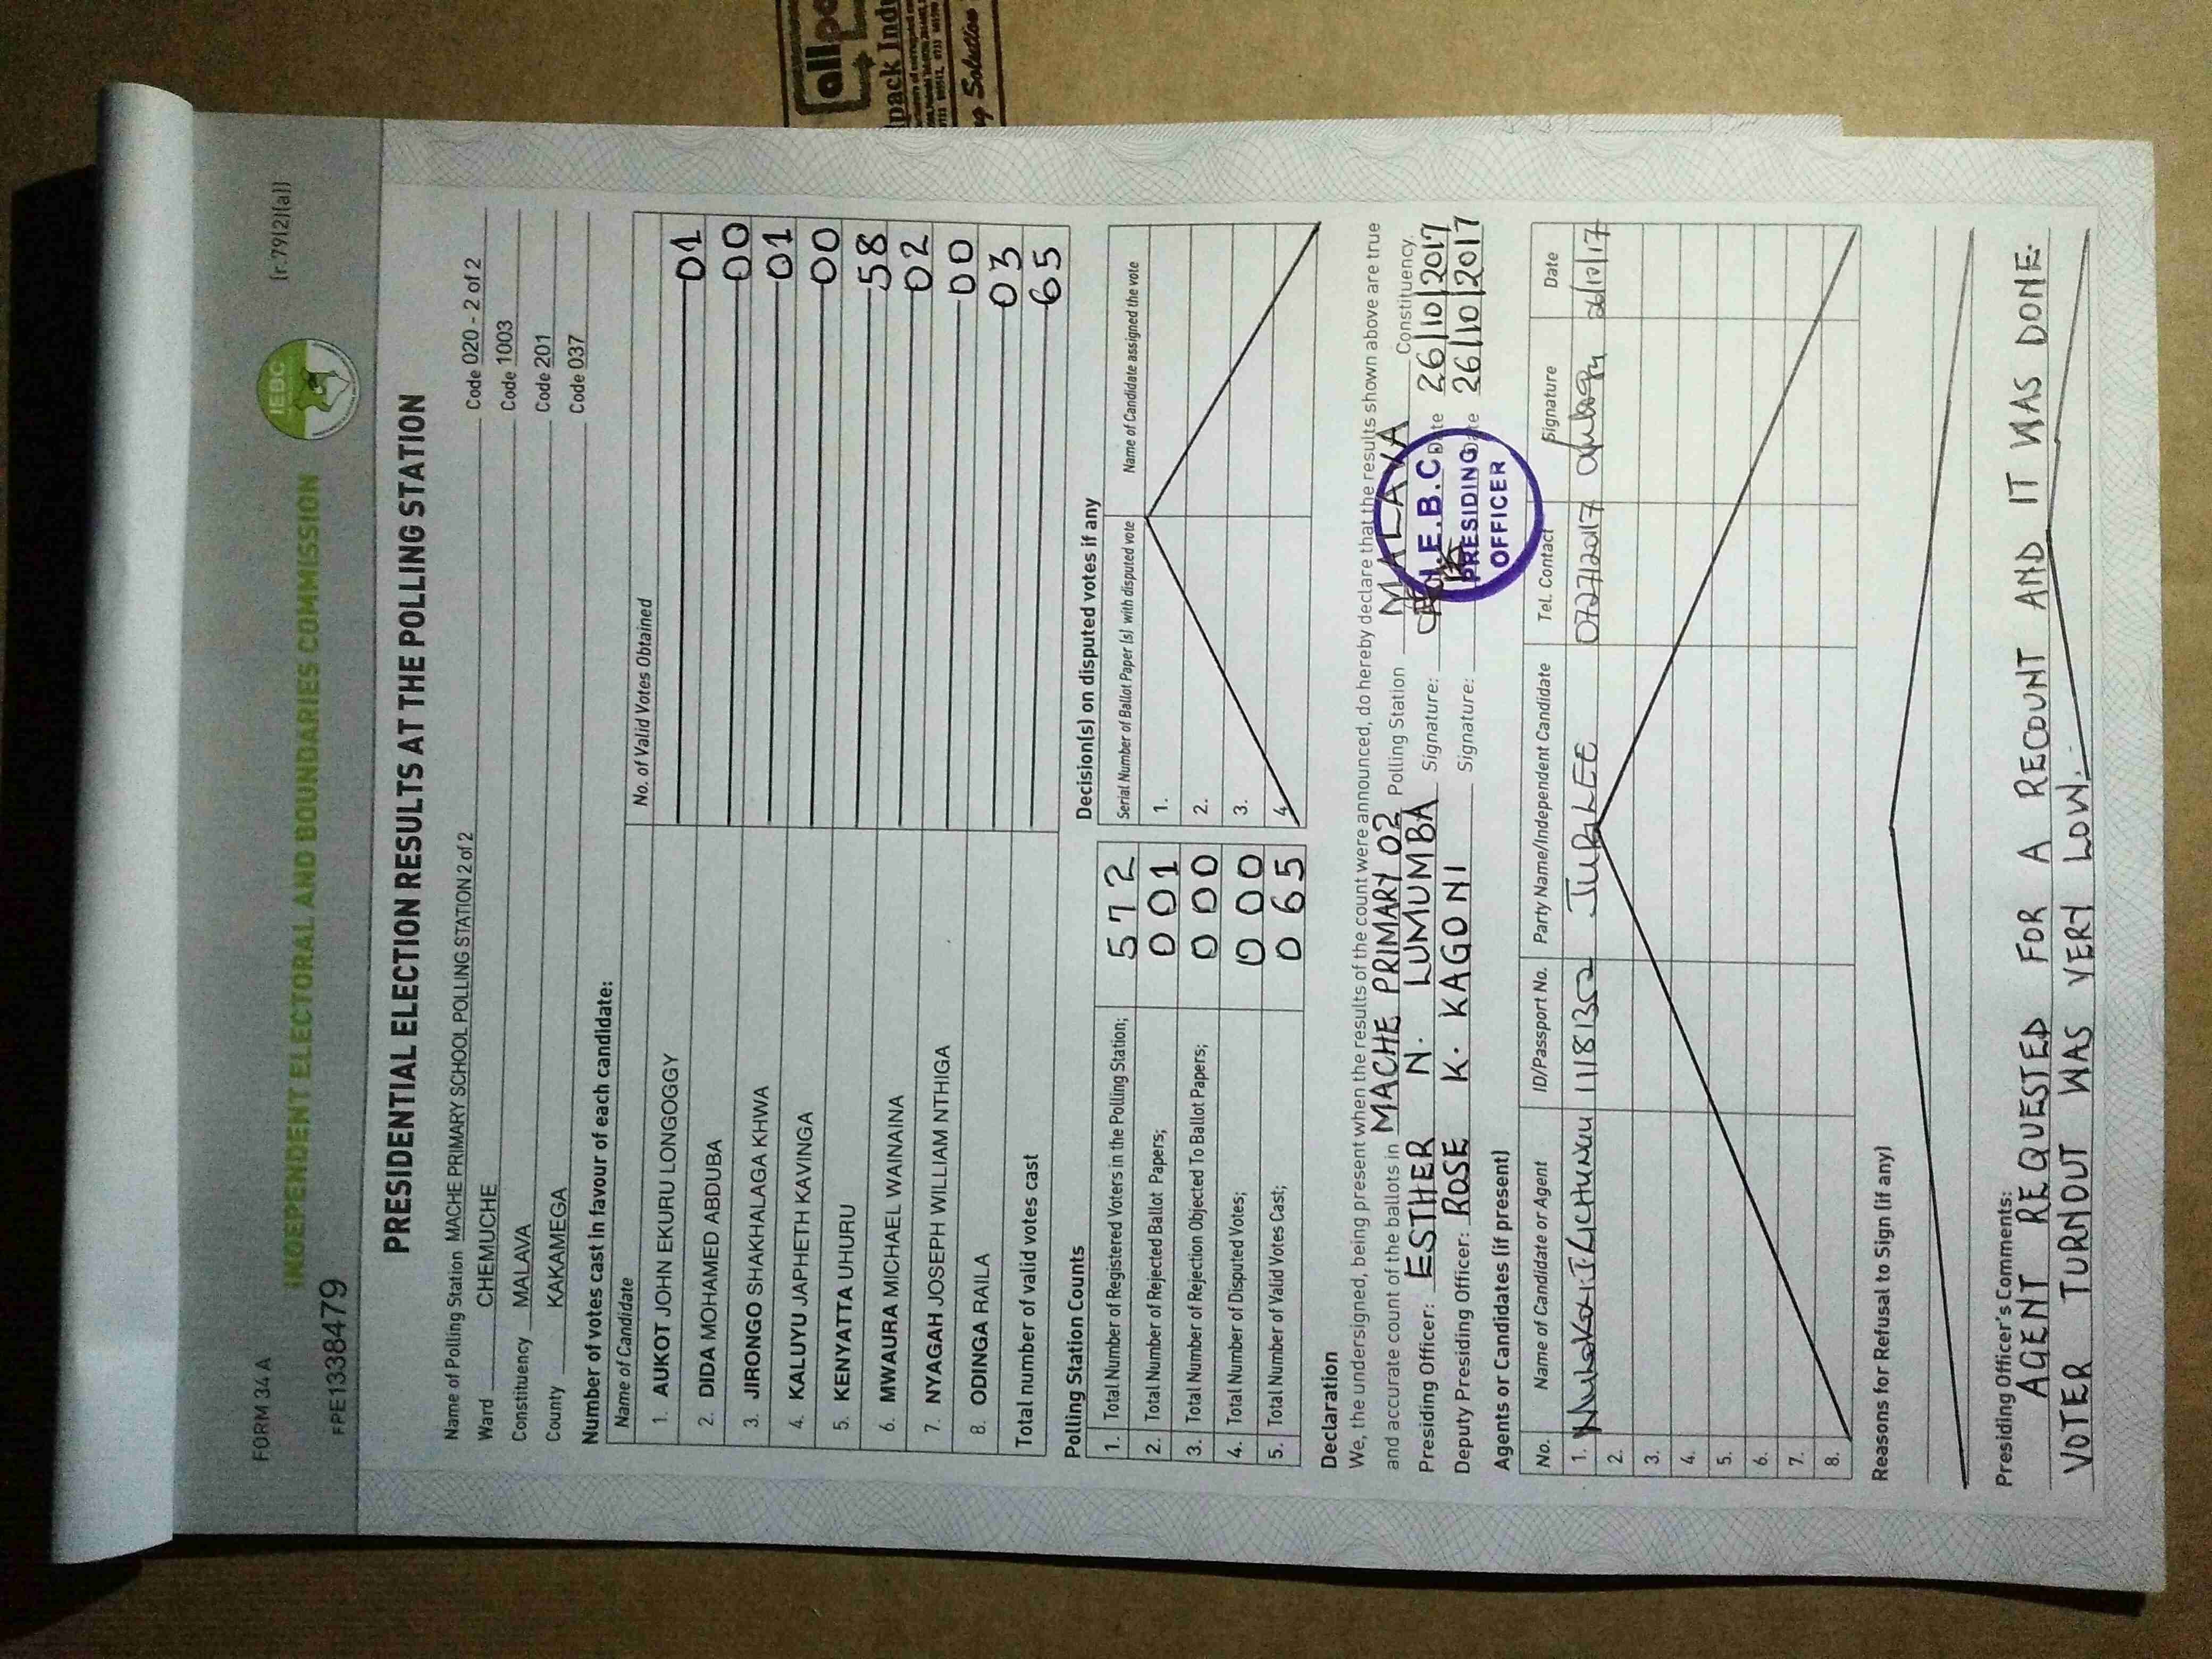 FORM 34A
[r.79(2)(a)]
IEBC
INDEPENDENT ELECTORAL AND BOUNDARIES COMMISSION
FPE1338479
PRESIDENTIAL ELECTION RESULTS AT THE POLLING STATION
Name of Polling Station MACHE PRIMARY SCHOOL POLLING STATION 2 of 2 Code 020 - 2 of 2
Ward CHEMUCHE Code 1003
Constituency MALAVA Code 201
County KAKAMEGA Code 037
Number of votes cast in favour of each candidate:
Name of Candidate No. of Valid Votes Obtained
1. AUKOT JOHN EKURU LONGOGGY 01
2. DIDA MOHAMED ABDUBA 00
3. JIRONGO SHAKHALAGA KHWA 01
4. KALUYU JAPHETH KAVINGA 00
5. KENYATTA UHURU 58
6. MWAURA MICHAEL WAINAINA 02
7. NYAGAH JOSEPH WILLIAM NTHIGA 00
8. ODINGA RAILA 03
Total number of valid votes cast 65
Polling Station Counts
1. Total Number of Registered Voters in the Polling Station; 572
2. Total Number of Rejected Ballot Papers; 001
3. Total Number of Rejection Objected To Ballot Papers; 000
4. Total Number of Disputed Votes; 000
5. Total Number of Valid Votes Cast; 065
Decision(s) on disputed votes if any
Serial Number of Ballot Paper (s) with disputed vote Name of Candidate assigned the vote
1.
2.
3.
4.
Declaration
We, the undersigned, being present when the results of the count were announced, do hereby declare that the results shown above are true
and accurate count of the ballots in MACHE PRIMARY 02 Polling Station MALAVA Constituency.
Presiding Officer: ESTHER N. LUMUMBA Signature: Date 26/10/2017
Deputy Presiding Officer: ROSE K. KAGONI Signature: Date 26/10/2017
I.E.B.C.
PRESIDING
OFFICER
Agents or Candidates (if present)
No. Name of Candidate or Agent ID/Passport No. Party Name/Independent Candidate Tel. Contact Signature Date
1. 11181352 JUBILEE 26/10/17
2.
3.
4.
5.
6.
7.
8.
Reasons for Refusal to Sign (if any)
Presiding Officer's Comments:
AGENT REQUESTED FOR A RECOUNT AND IT WAS DONE.
VOTER TURNOUT WAS VERY LOW.
allp
pack Indu
g Solution